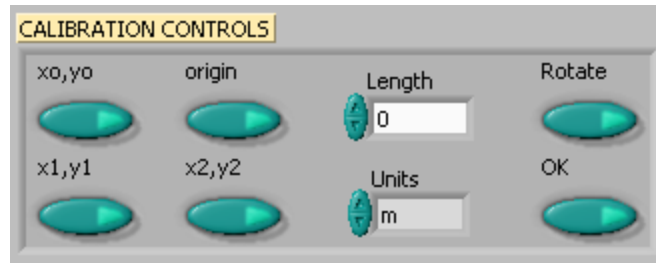 CALIBRATION CONTROLS
xo,yo
origin
Length
0
Rotate
x1,y1
x2,y2
Units
m
OK